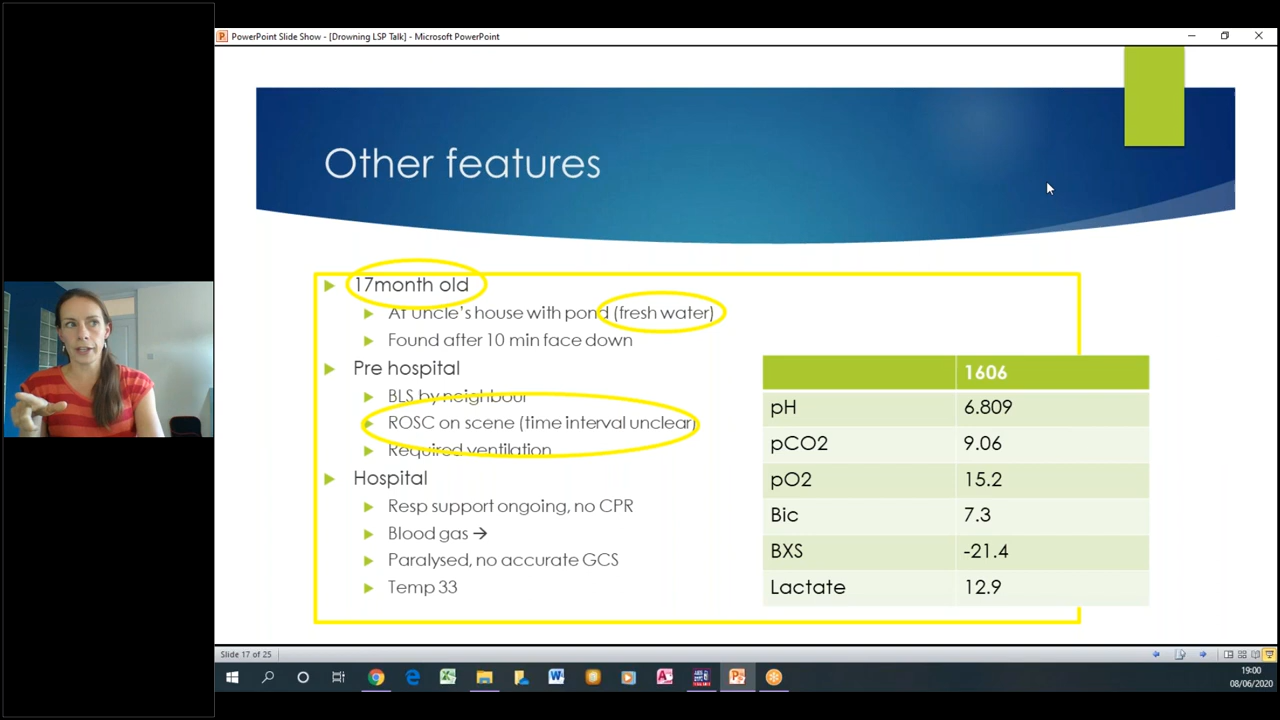 PowerPoint Slide Show - [Drowning LSP Talk] - Microsoft PowerPoint
Other features
17month old
At uncle's house with pond (fresh water)
Found after 10 min face down
Pre hospital
BLS by neighbour
ROSC on scene (time interval unclear)
Required ventilation
Hospital
Resp support ongoing, no CPR
Blood gas →
Paralysed, no accurate GCS
Temp 33
1606
pH 6.809
pCO2 9.06
pO2 15.2
Bic 7.3
BXS -21.4
Lactate 12.9
Slide 17 of 25
19:00
08/06/2020